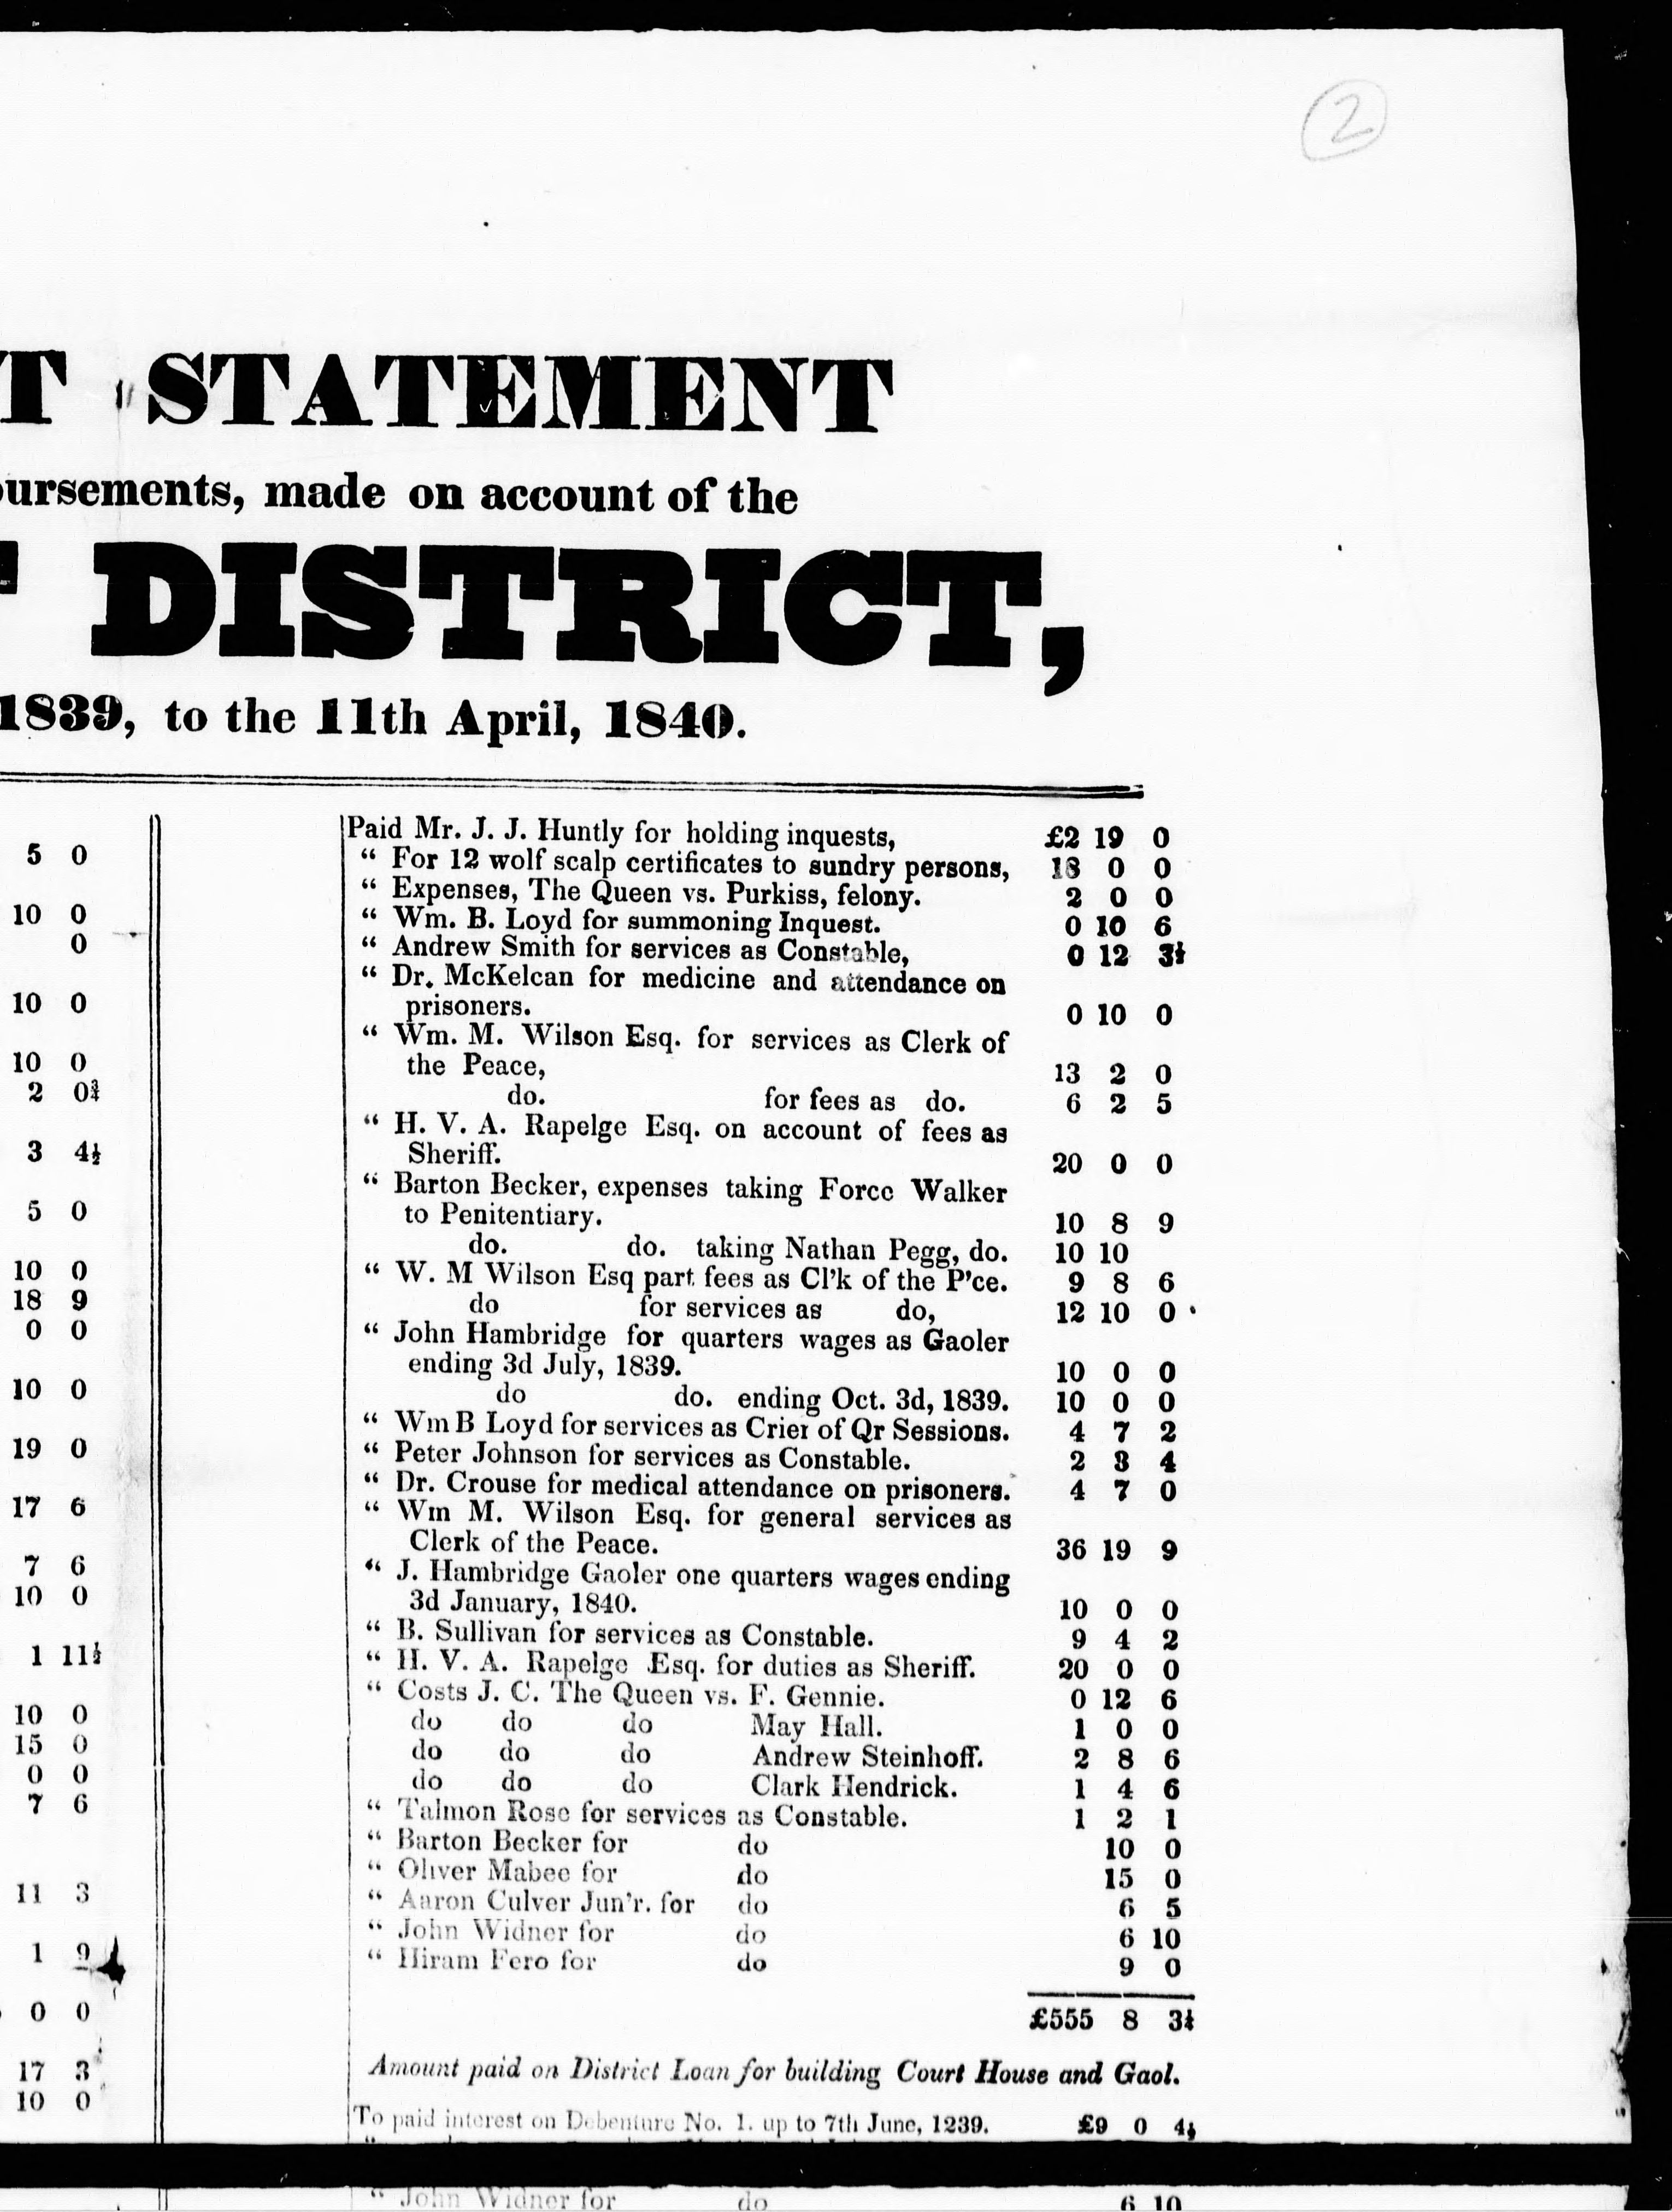 2
T STATEMENT
ursements, made on account of the
DISTRICT,
1839, to the 11th April, 1840.
5 0
10 0
0
10 0
10 0
2 0¾
3 4½
5 0
10 0
18 9
0 0
10 0
19 0
17 6
7 6
10 0
1 11½
10 0
15 0
0 0
7 6
11 3
1 9
0 0
17 3
10 0
Paid Mr. J. J. Huntly for holding inquests, £2 19 0
“ For 12 wolf scalp certificates to sundry persons, 18 0 0
“ Expenses, The Queen vs. Purkiss, felony. 2 0 0
“ Wm. B. Loyd for summoning Inquest. 0 10 6
“ Andrew Smith for services as Constable, 0 12 3½
“ Dr. McKelcan for medicine and attendance on
prisoners. 0 10 0
“ Wm. M. Wilson Esq. for services as Clerk of
the Peace, 13 2 0
do. for fees as do. 6 2 5
“ H. V. A. Rapelge Esq. on account of fees as
Sheriff. 20 0 0
“ Barton Becker, expenses taking Force Walker
to Penitentiary. 10 8 9
do. do. taking Nathan Pegg, do. 10 10
“ W. M Wilson Esq part fees as Cl’k of the P’ce. 9 8 6
do for services as do, 12 10 0
“ John Hambridge for quarters wages as Gaoler
ending 3d July, 1839. 10 0 0
do do. ending Oct. 3d, 1839. 10 0 0
“ Wm B Loyd for services as Crier of Qr Sessions. 4 7 2
“ Peter Johnson for services as Constable. 2 3 4
“ Dr. Crouse for medical attendance on prisoners. 4 7 0
“ Wm M. Wilson Esq. for general services as
Clerk of the Peace. 36 19 9
“ J. Hambridge Gaoler one quarters wages ending
3d January, 1840. 10 0 0
“ B. Sullivan for services as Constable. 9 4 2
“ H. V. A. Rapelge Esq. for duties as Sheriff. 20 0 0
“ Costs J. C. The Queen vs. F. Gennie. 0 12 6
do do do May Hall. 1 0 0
do do do Andrew Steinhoff. 2 8 6
do do do Clark Hendrick. 1 4 6
“ Talmon Rose for services as Constable. 1 2 1
“ Barton Becker for do 10 0
“ Oliver Mabee for do 15 0
“ Aaron Culver Jun’r. for do 6 5
“ John Widner for do 6 10
“ Hiram Fero for do 9 0
£555 8 3
Amount paid on District Loan for building Court House and Gaol.
To paid interest on Debenture No. 1. up to 7th June, 1239. £9 0 4
“ John Widner for do 6 10